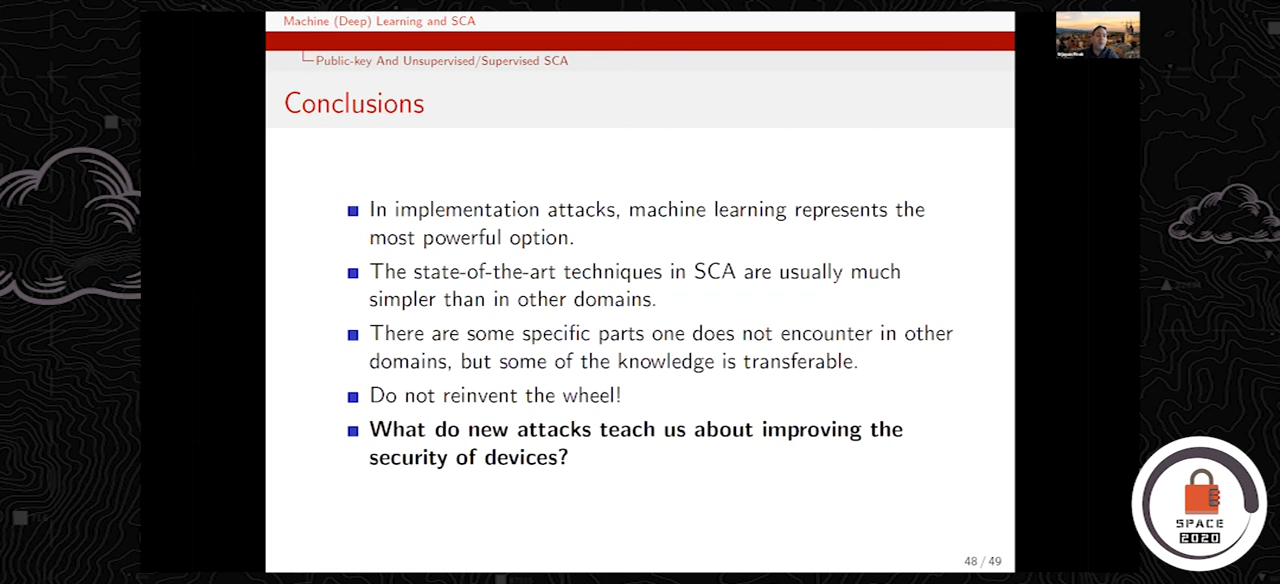 Machine (Deep) Learning and SCA
Public-key And Unsupervised/Supervised SCA
Conclusions
In implementation attacks, machine learning represents the
most powerful option.
The state-of-the-art techniques in SCA are usually much
simpler than in other domains.
There are some specific parts one does not encounter in other
domains, but some of the knowledge is transferable.
Do not reinvent the wheel!
What do new attacks teach us about improving the
security of devices?
48 / 49
SPACE
2020